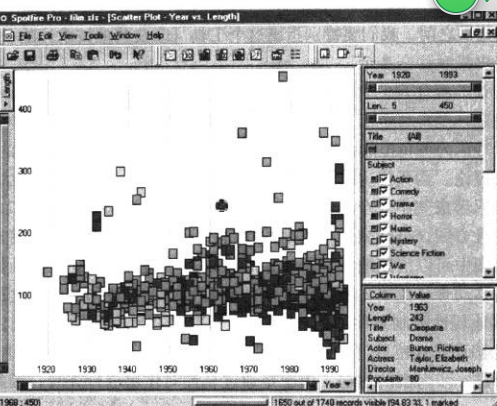 Spotfire Pro - film.sfs - [Scatter Plot - Year vs. Length]
File Edit View Tools Window Help
Length
400
300
200
100
1920 1930 1940 1950 1960 1970 1980 1990
Year
Year 1920 1993
Len... 5 450
Title (All)
Subject
Action
Comedy
Drama
Horror
Music
Mystery
Science Fiction
War
Column Value
Year 1963
Length 243
Title Cleopatra
Subject Drama
Actor Burton, Richard
Actress Taylor, Elizabeth
Director Mankiewicz, Joseph
Popularity 80
1968 : 450)
1650 out of 1740 records visible (94.83 %), 1 marked